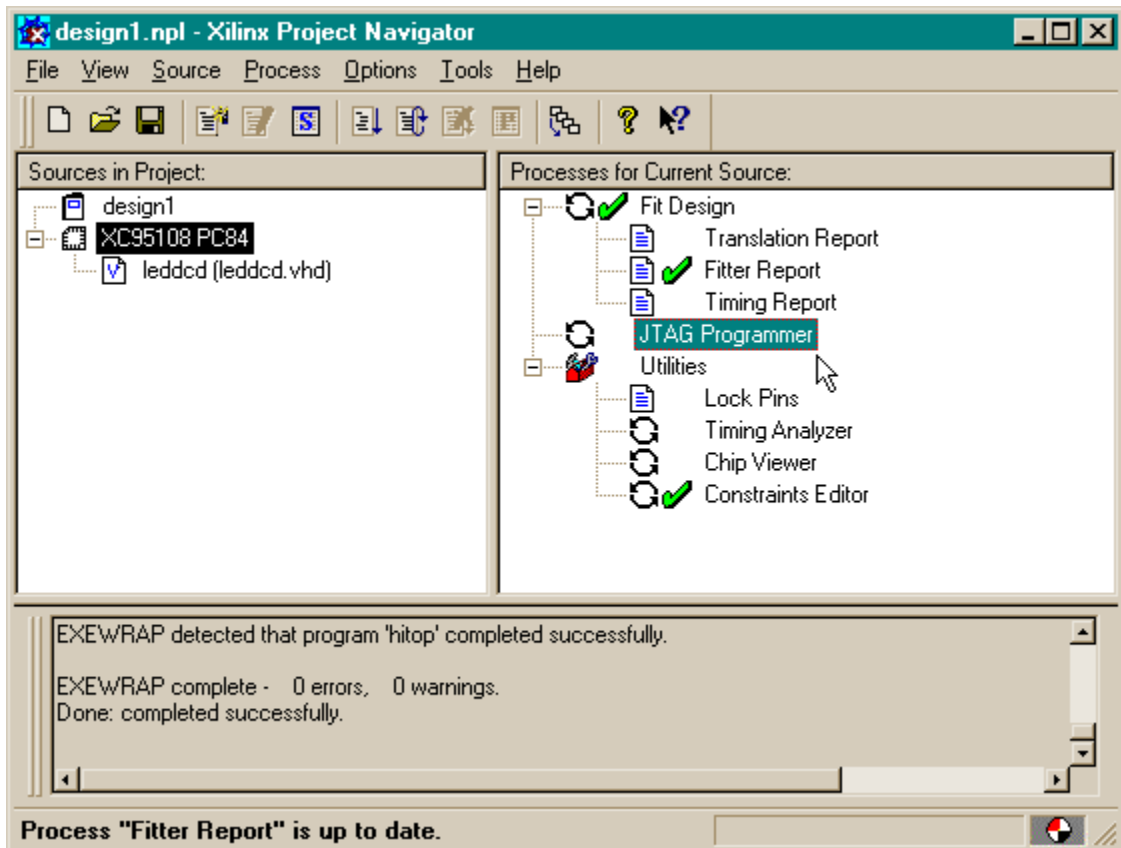 design1.npl - Xilinx Project Navigator
File View Source Process Options Tools Help
Sources in Project:
design1
XC95108 PC84
leddcd (leddcd.vhd)
Processes for Current Source:
Fit Design
Translation Report
Fitter Report
Timing Report
JTAG Programmer
Utilities
Lock Pins
Timing Analyzer
Chip Viewer
Constraints Editor
EXEWRAP detected that program 'hitop' completed successfully.
EXEWRAP complete - 0 errors, 0 warnings.
Done: completed successfully.
Process "Fitter Report" is up to date.